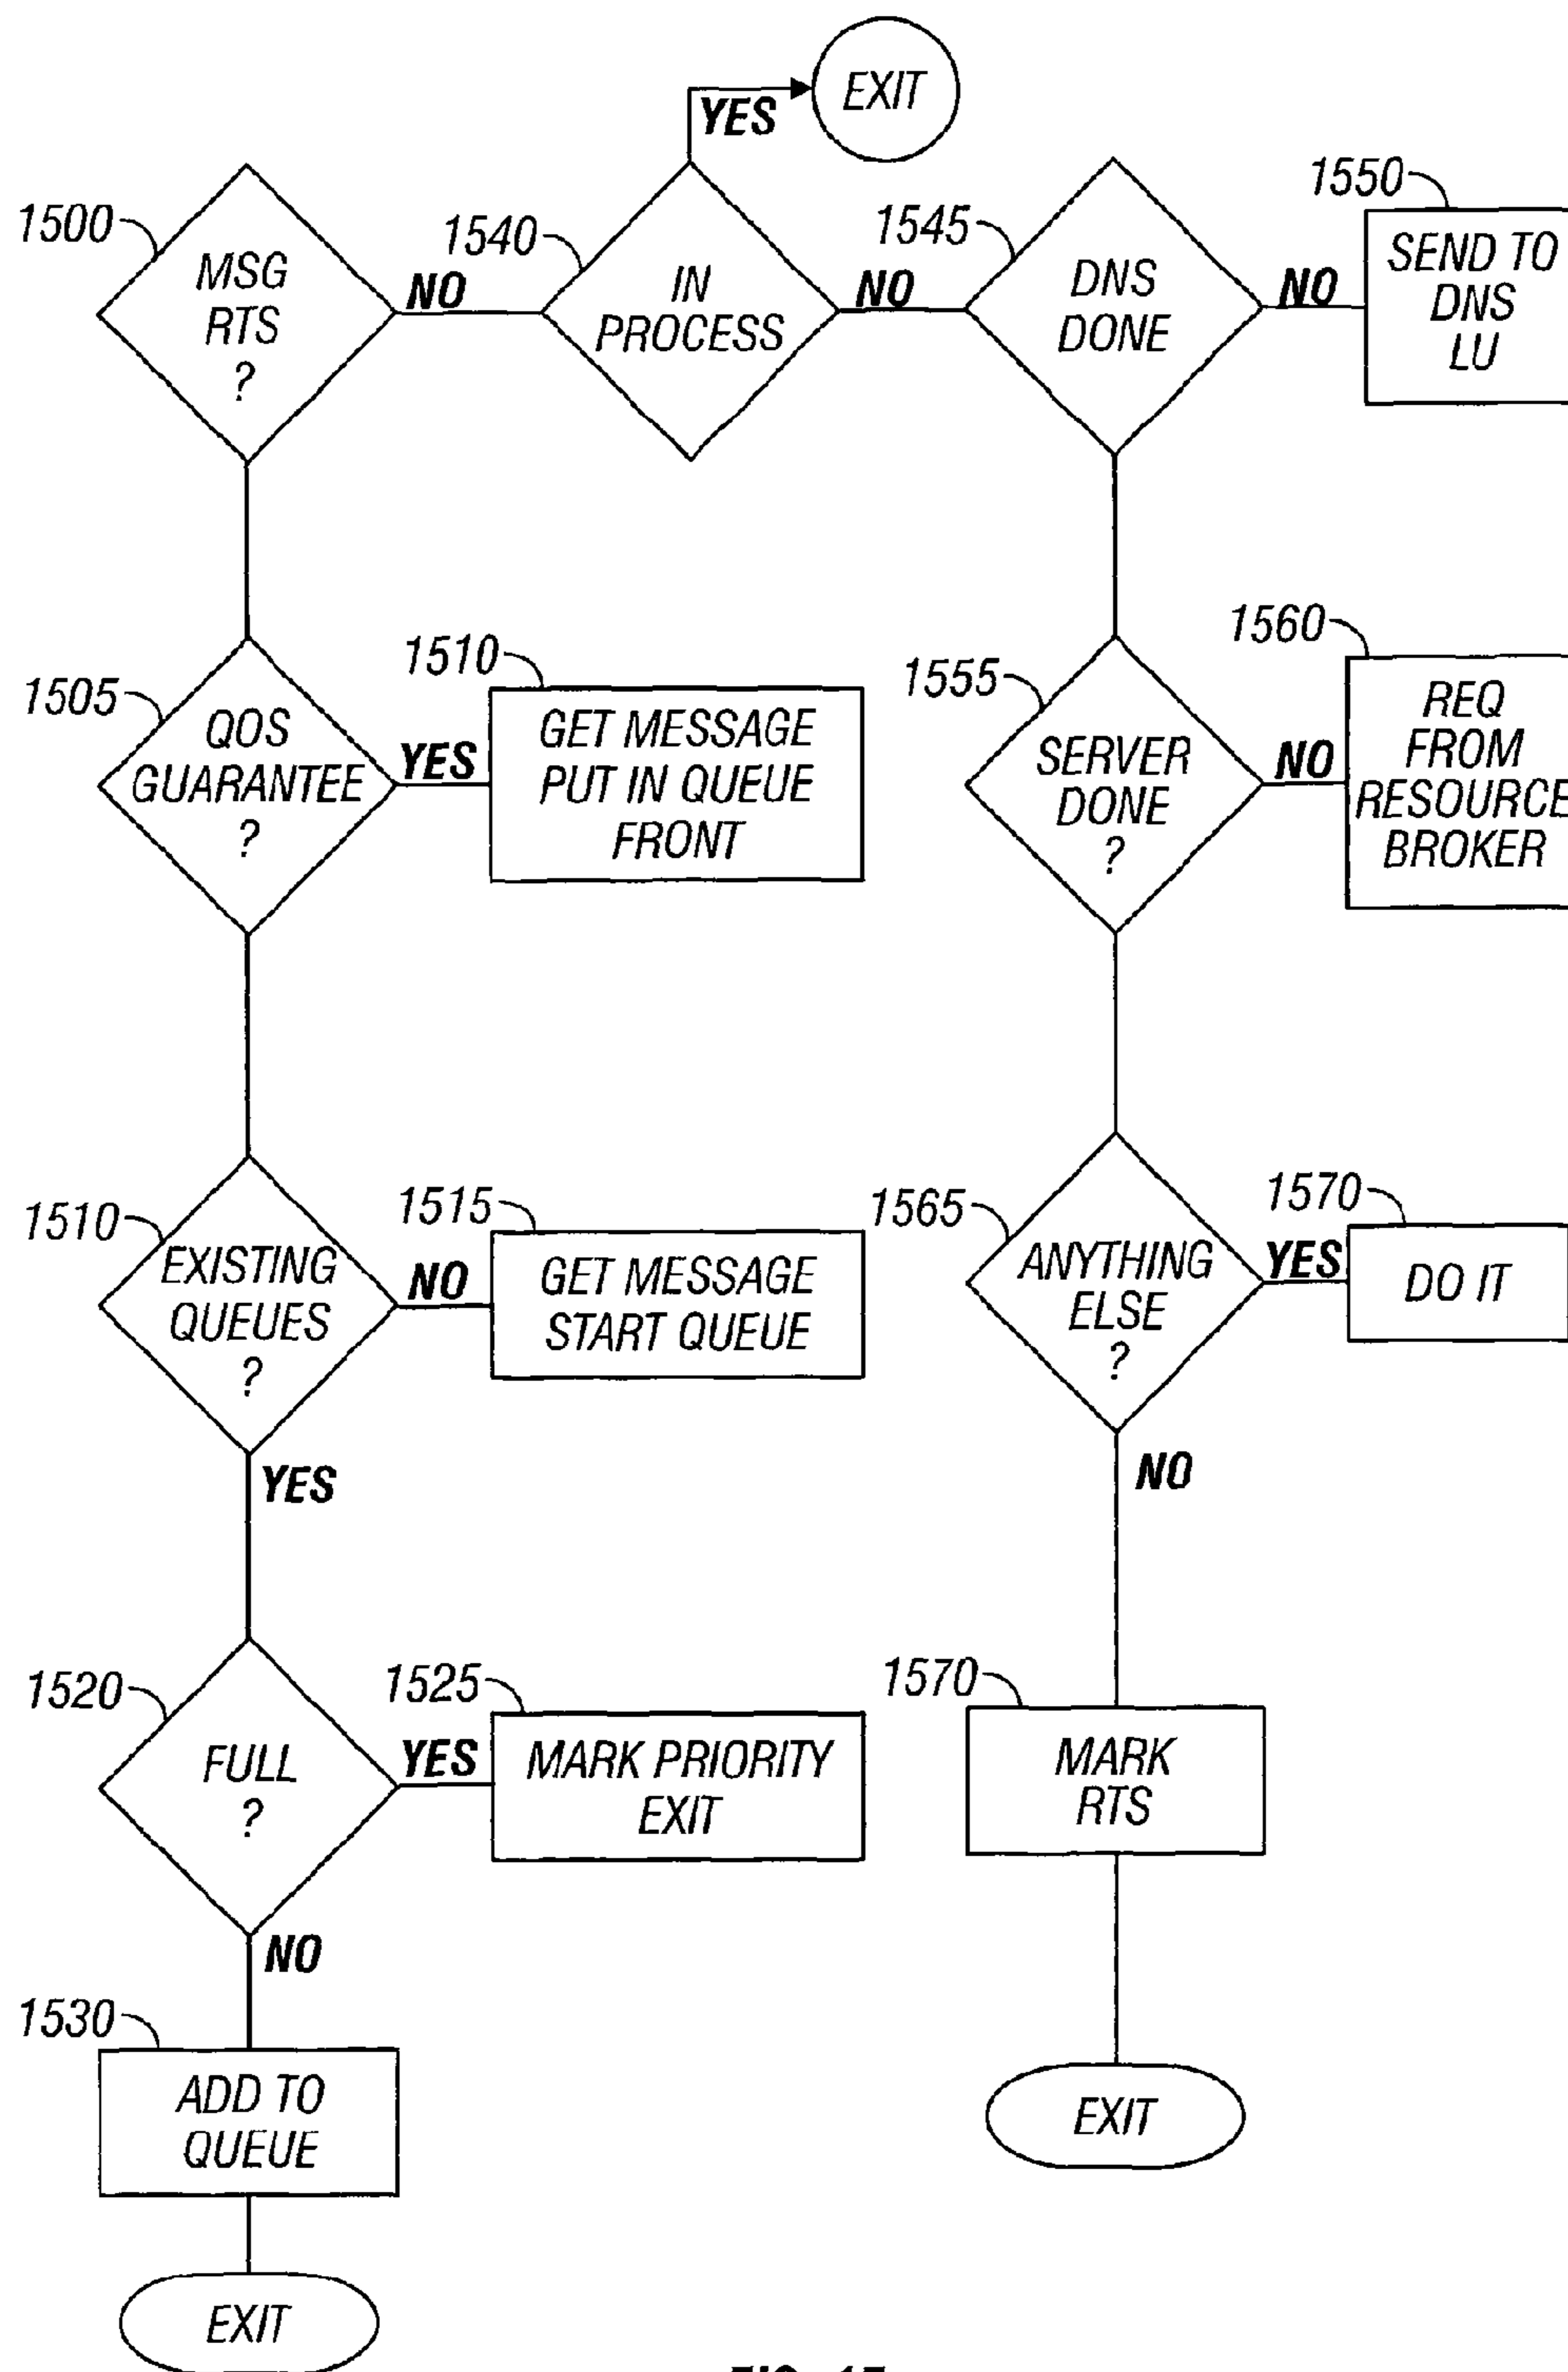 EXIT
YES
1500
MSG
RTS
?
NO
1540
IN
PROCESS
NO
1545
DNS
DONE
NO
1550
SEND TO
DNS
LU
1505
QOS
GUARANTEE
?
YES
1510
GET MESSAGE
PUT IN QUEUE
FRONT
1555
SERVER
DONE
?
NO
1560
REQ
FROM
RESOURCE
BROKER
1510
EXISTING
QUEUES
?
NO
1515
GET MESSAGE
START QUEUE
YES
1565
ANYTHING
ELSE
?
YES
1570
DO IT
NO
1520
FULL
?
YES
1525
MARK PRIORITY
EXIT
NO
1570
MARK
RTS
EXIT
1530
ADD TO
QUEUE
EXIT